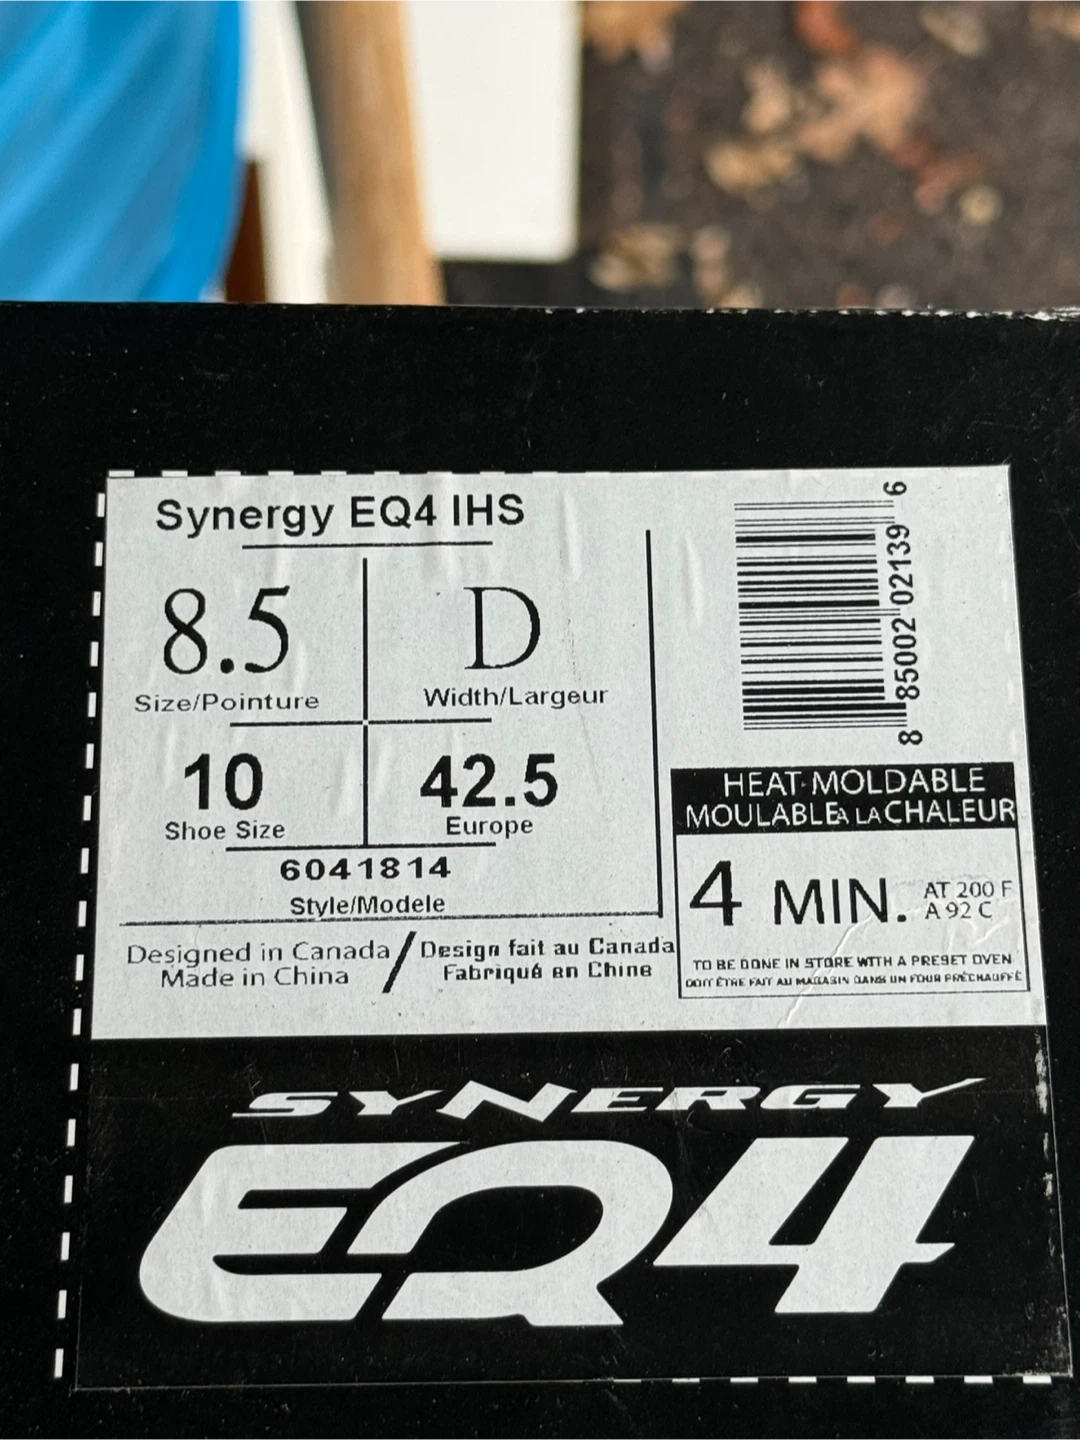 Synergy EQ4 IHS
8.5
Size/Pointure
D
Width/Largeur
10
Shoe Size
42.5
Europe
6041814
Style/Modele
Designed in Canada / Design fait au Canada
Made in China Fabriqué en Chine
8 85002 02139 6
HEAT MOLDABLE
MOULABLE À LA CHALEUR
4 MIN. AT 200 F
A 92 C
TO BE DONE IN STORE WITH A PRESET OVEN
DOIT ÊTRE FAIT AU MAGASIN DANS UN FOUR PRÉCHAUFFÉ
SYNERGY
EQ4